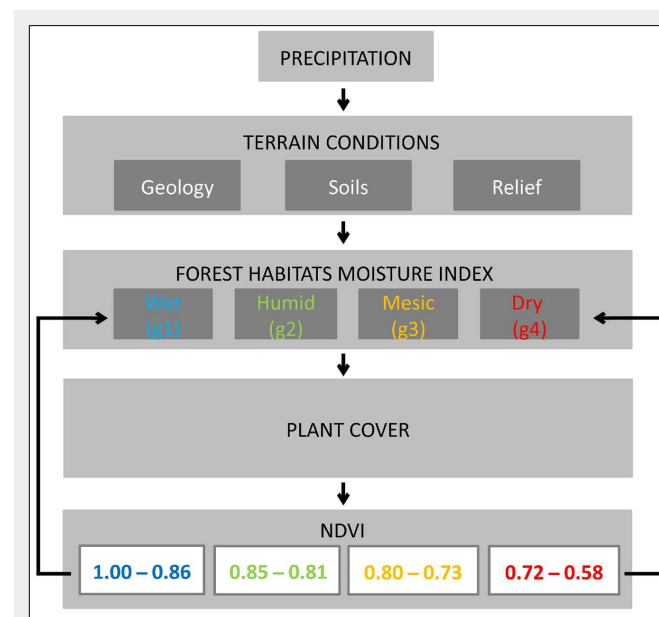 PRECIPITATION
TERRAIN CONDITIONS
Geology Soils Relief
FOREST HABITATS MOISTURE INDEX
Wet Humid Mesic Dry
(g1) (g2) (g3) (g4)
PLANT COVER
NDVI
1.00 – 0.86 0.85 – 0.81 0.80 – 0.73 0.72 – 0.58